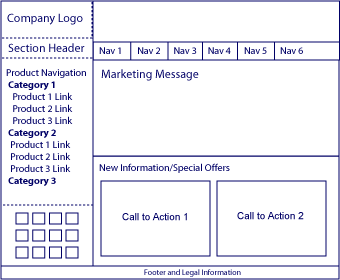 Company Logo
Section Header
Nav 1 Nav 2 Nav 3 Nav 4 Nav 5 Nav 6
Product Navigation
Category 1
Product 1 Link
Product 2 Link
Product 3 Link
Category 2
Product 1 Link
Product 2 Link
Product 3 Link
Category 3
Marketing Message
New Information/Special Offers
Call to Action 1
Call to Action 2
Footer and Legal Information